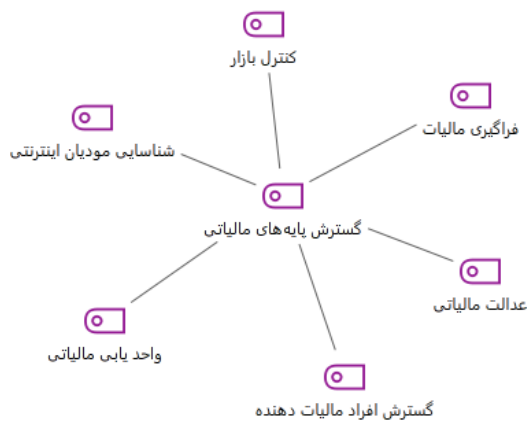 کنترل بازار
فراگیری مالیات
شناسایی مودیان اینترنتی
گسترش پایه‌های مالیاتی
عدالت مالیاتی
واحد یابی مالیاتی
گسترش افراد مالیات دهنده